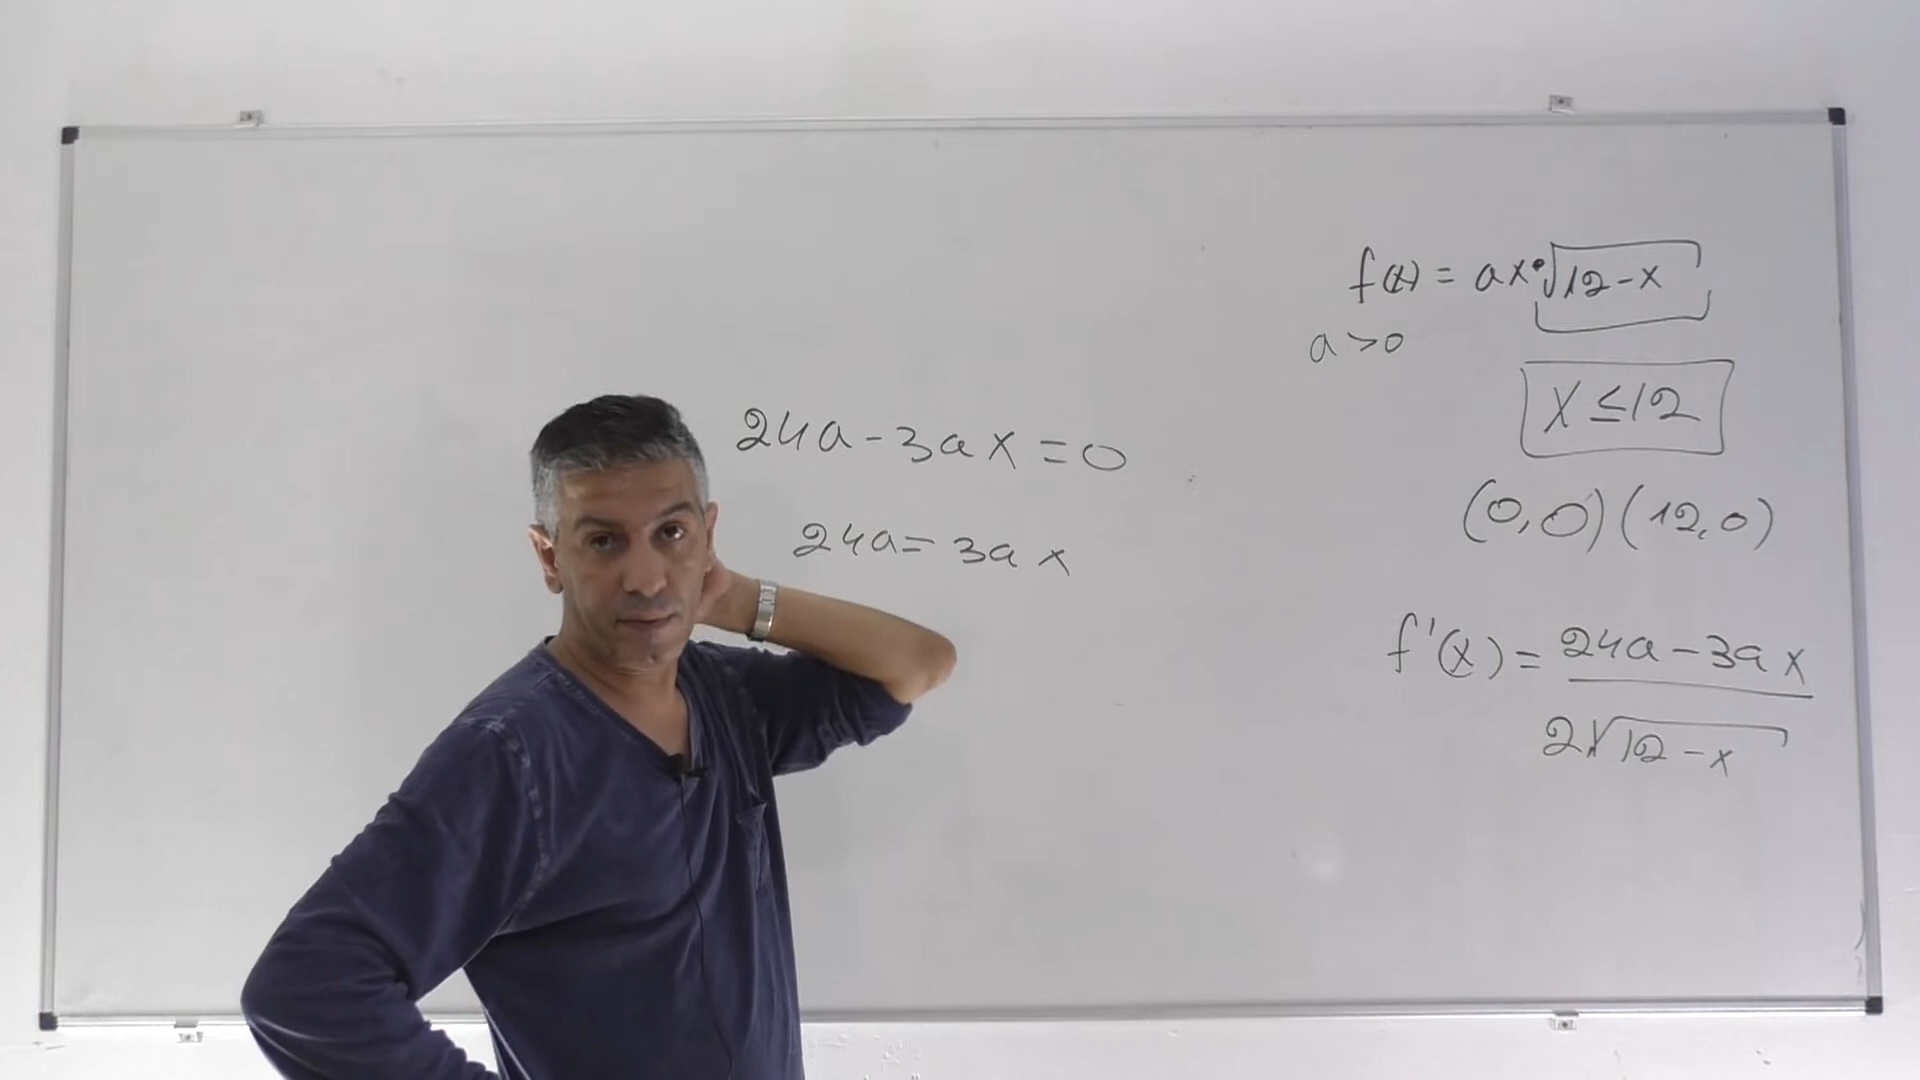 24a-3ax=0
24a=3ax
f(x)=ax•√12-x
a>0
x≤12
(0,0)(12,0)
f'(x)=24a-3ax
2√12-x